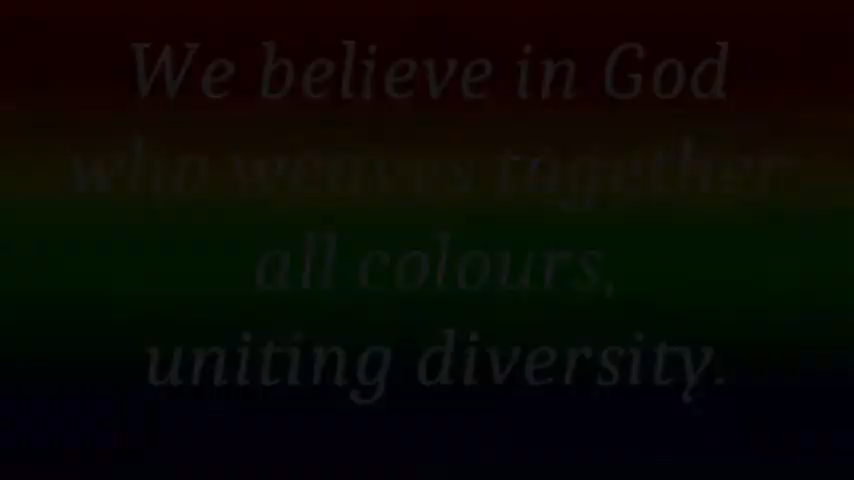 We believe in God
who weaves together
all colours,
uniting diversity.